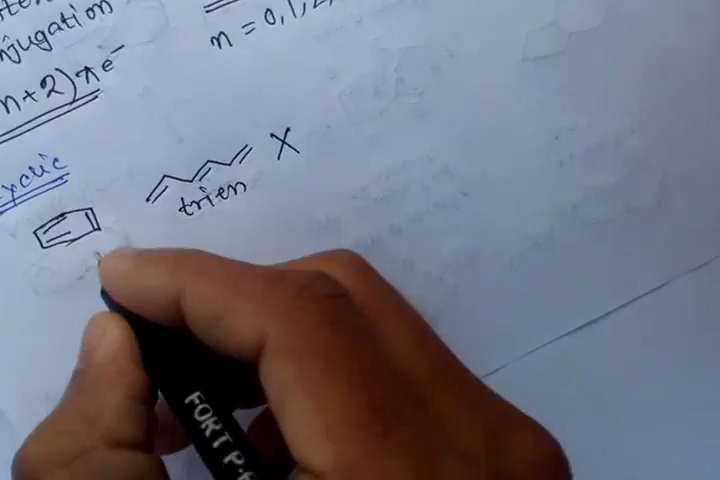 njugation
n = 0, 1, 2,
n+2) π e⁻
yclic
X
trien
FORT P